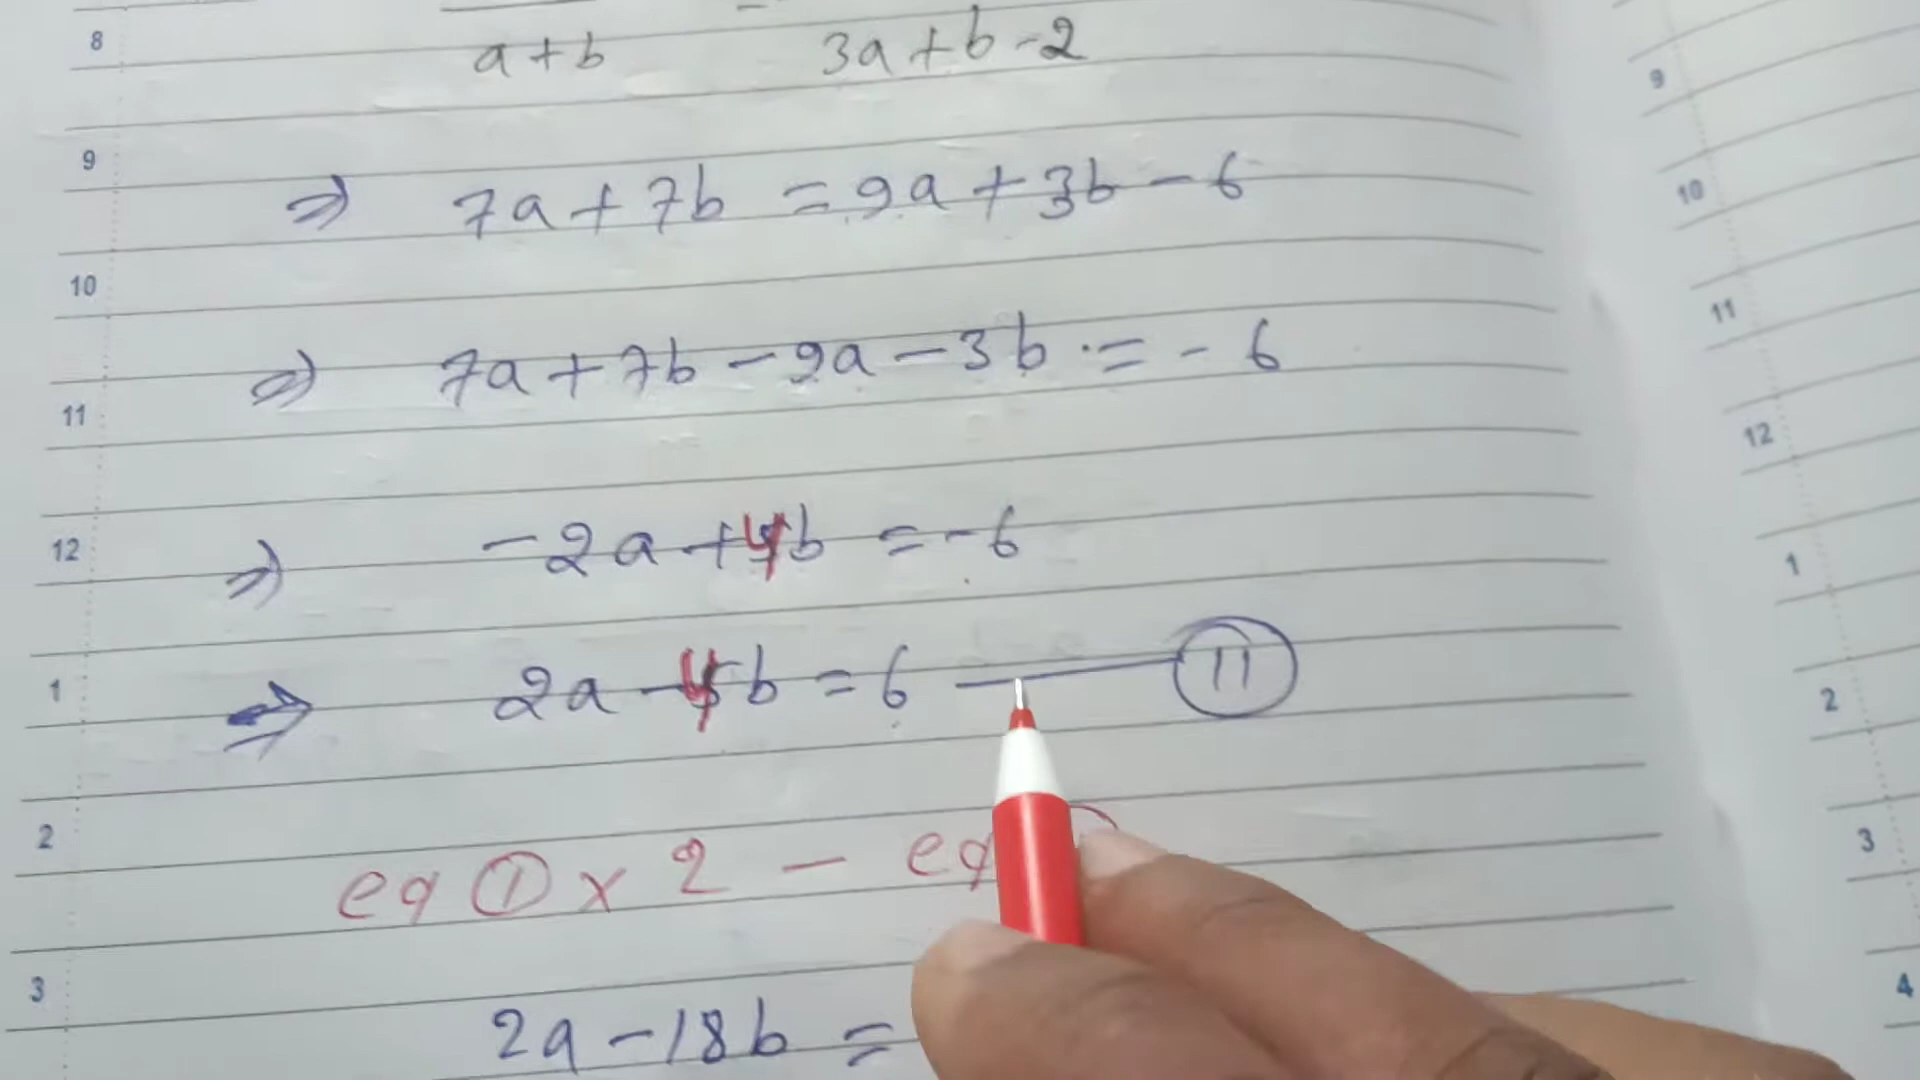 8
a + b 3a + b - 2
9
⇒ 7a + 7b = 9a + 3b - 6
10
⇒ 7a + 7b - 9a - 3b = - 6
11
12
⇒ -2a + 4b = -6
1
⇒ 2a - 4b = 6 — (11)
2
eq (1) × 2 - eq
3
2a - 18b =
9
10
11
12
1
2
3
4